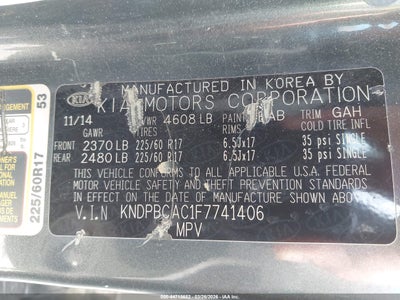 MANUFACTURED IN KOREA BY
KIA KIA MOTORS CORPORATION
11/14 GVWR 4608 LB PAINT: TRIM GAH
GAWR TIRES RIMS COLD TIRE INFL
FRONT 2370 LB 225/60 R17 6.5Jx17 35 psi SINGLE
REAR 2480 LB 225/60 R17 6.5Jx17 35 psi SINGLE
THIS VEHICLE CONFORMS TO ALL APPLICABLE U.S.A. FEDERAL
MOTOR VEHICLE SAFETY, BUMPER, AND THEFT PREVENTION STANDARDS
IN EFFECT ON THE DATE OF MANUFACTURE SHOWN ABOVE.
V.I.N KNDPBCAC1F7741406
MPV
53
225/60R17